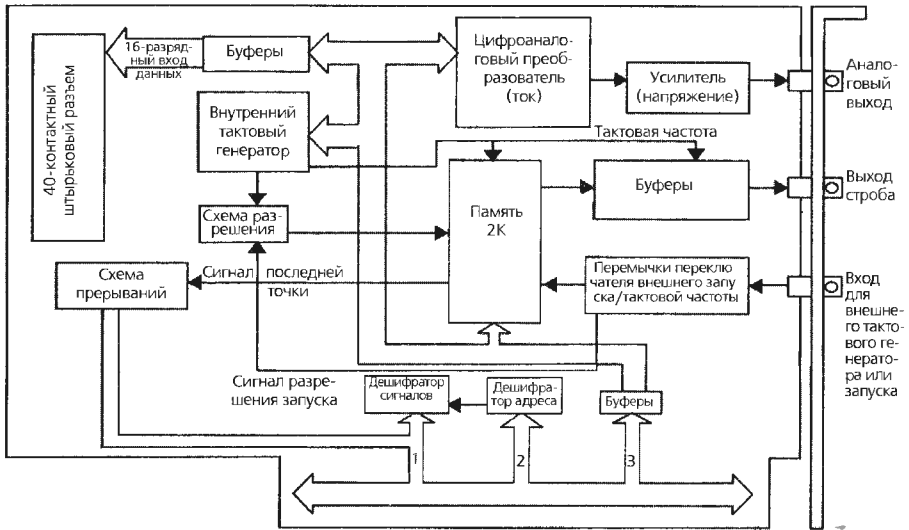 40-контактный
штырьковый разъем
16-разряд-
ный вход
данных
Буферы
Цифроанало-
говый преоб-
разователь
(ток)
Усилитель
(напряжение)
Анало-
говый
выход
Внутренний
тактовый
генератор
Тактовая частота
Память
2К
Буферы
Выход
строба
Схема раз-
решения
Схема
прерываний
Сигнал последней
точки
Перемычки переклю
чателя внешнего запу
ска/тактовой частоты
Вход
для
внешне-
го такто-
вого ге-
нерато-
ра или
запуска
Сигнал разре-
шения запуска
Дешифратор
сигналов
Дешифра-
тор адреса
Буферы
1
2
3